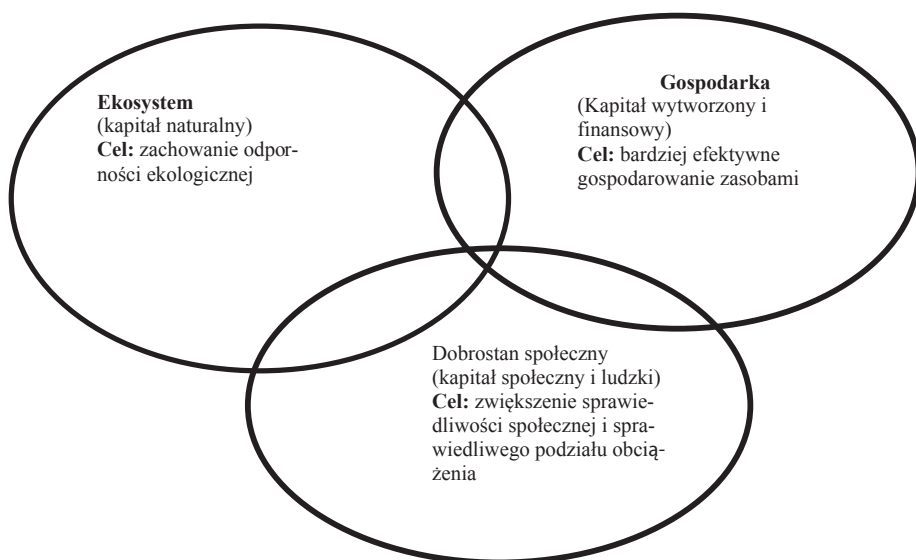 Ekosystem
(kapitał naturalny)
Cel: zachowanie odpor-
ności ekologicznej
Gospodarka
(Kapitał wytworzony i
finansowy)
Cel: bardziej efektywne
gospodarowanie zasobami
Dobrostan społeczny
(kapitał społeczny i ludzki)
Cel: zwiększenie sprawie-
dliwości społecznej i spra-
wiedliwego podziału obcią-
żenia